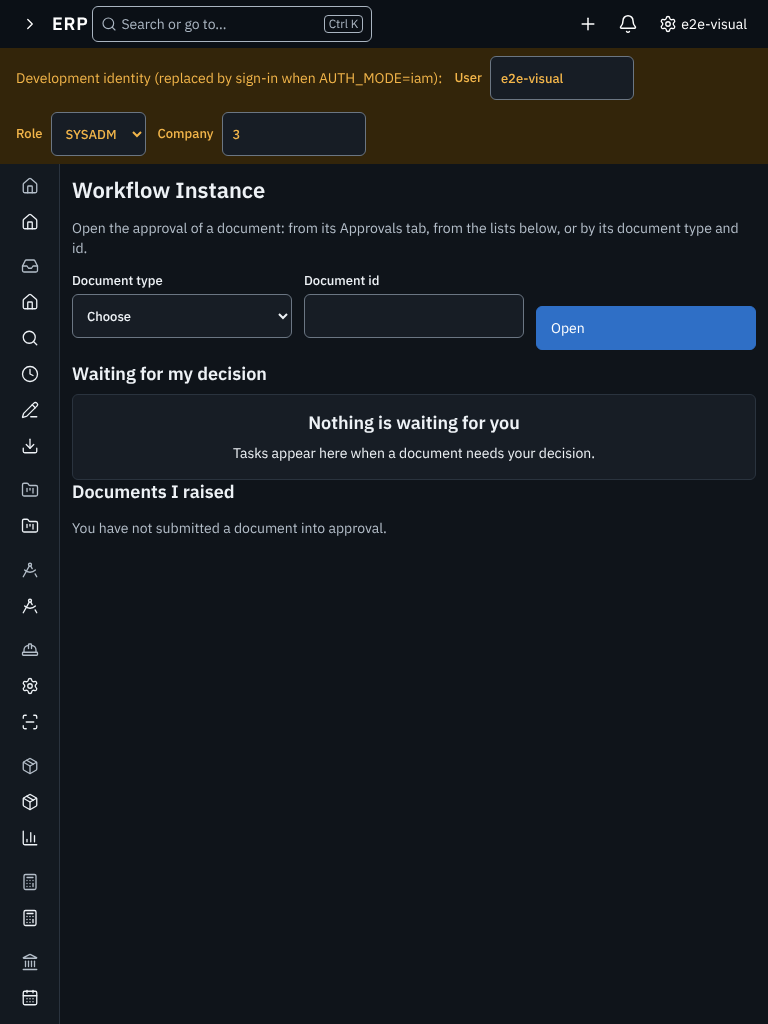 ERP
Search or go to...
Ctrl K
e2e-visual
Development identity (replaced by sign-in when AUTH_MODE=iam):
User
e2e-visual
Role
SYSADM
Company
3
Workflow Instance
Open the approval of a document: from its Approvals tab, from the lists below, or by its document type and
id.
Document type
Document id
Choose
Open
Waiting for my decision
Nothing is waiting for you
Tasks appear here when a document needs your decision.
Documents I raised
You have not submitted a document into approval.